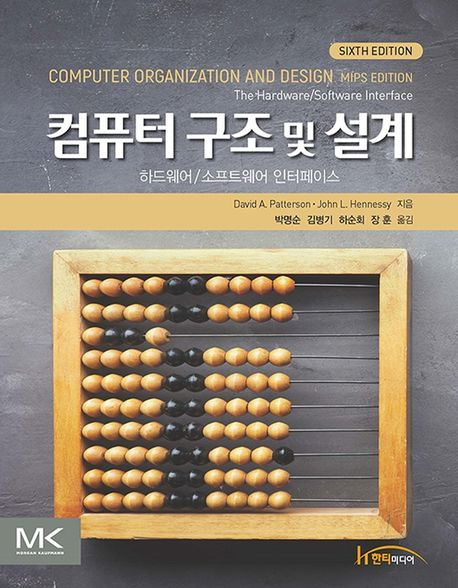 SIXTH EDITION
COMPUTER ORGANIZATION AND DESIGN MIPS EDITION
The Hardware/Software Interface
컴퓨터 구조 및 설계
하드웨어/소프트웨어 인터페이스
David A. Patterson · John L. Hennessy 지음
박명순 김병기 하순회 장 훈 옮김
MK
MORGAN KAUFMANN
한티미디어